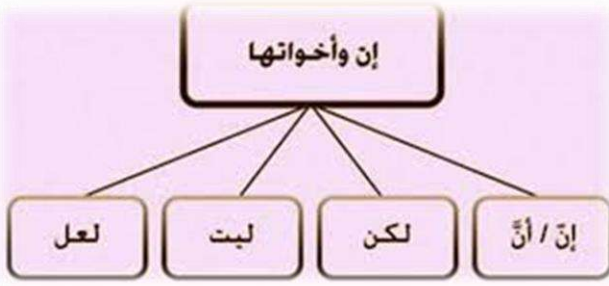 إن وأخواتها
إنّ / أنَّ
لكن
ليت
لعل